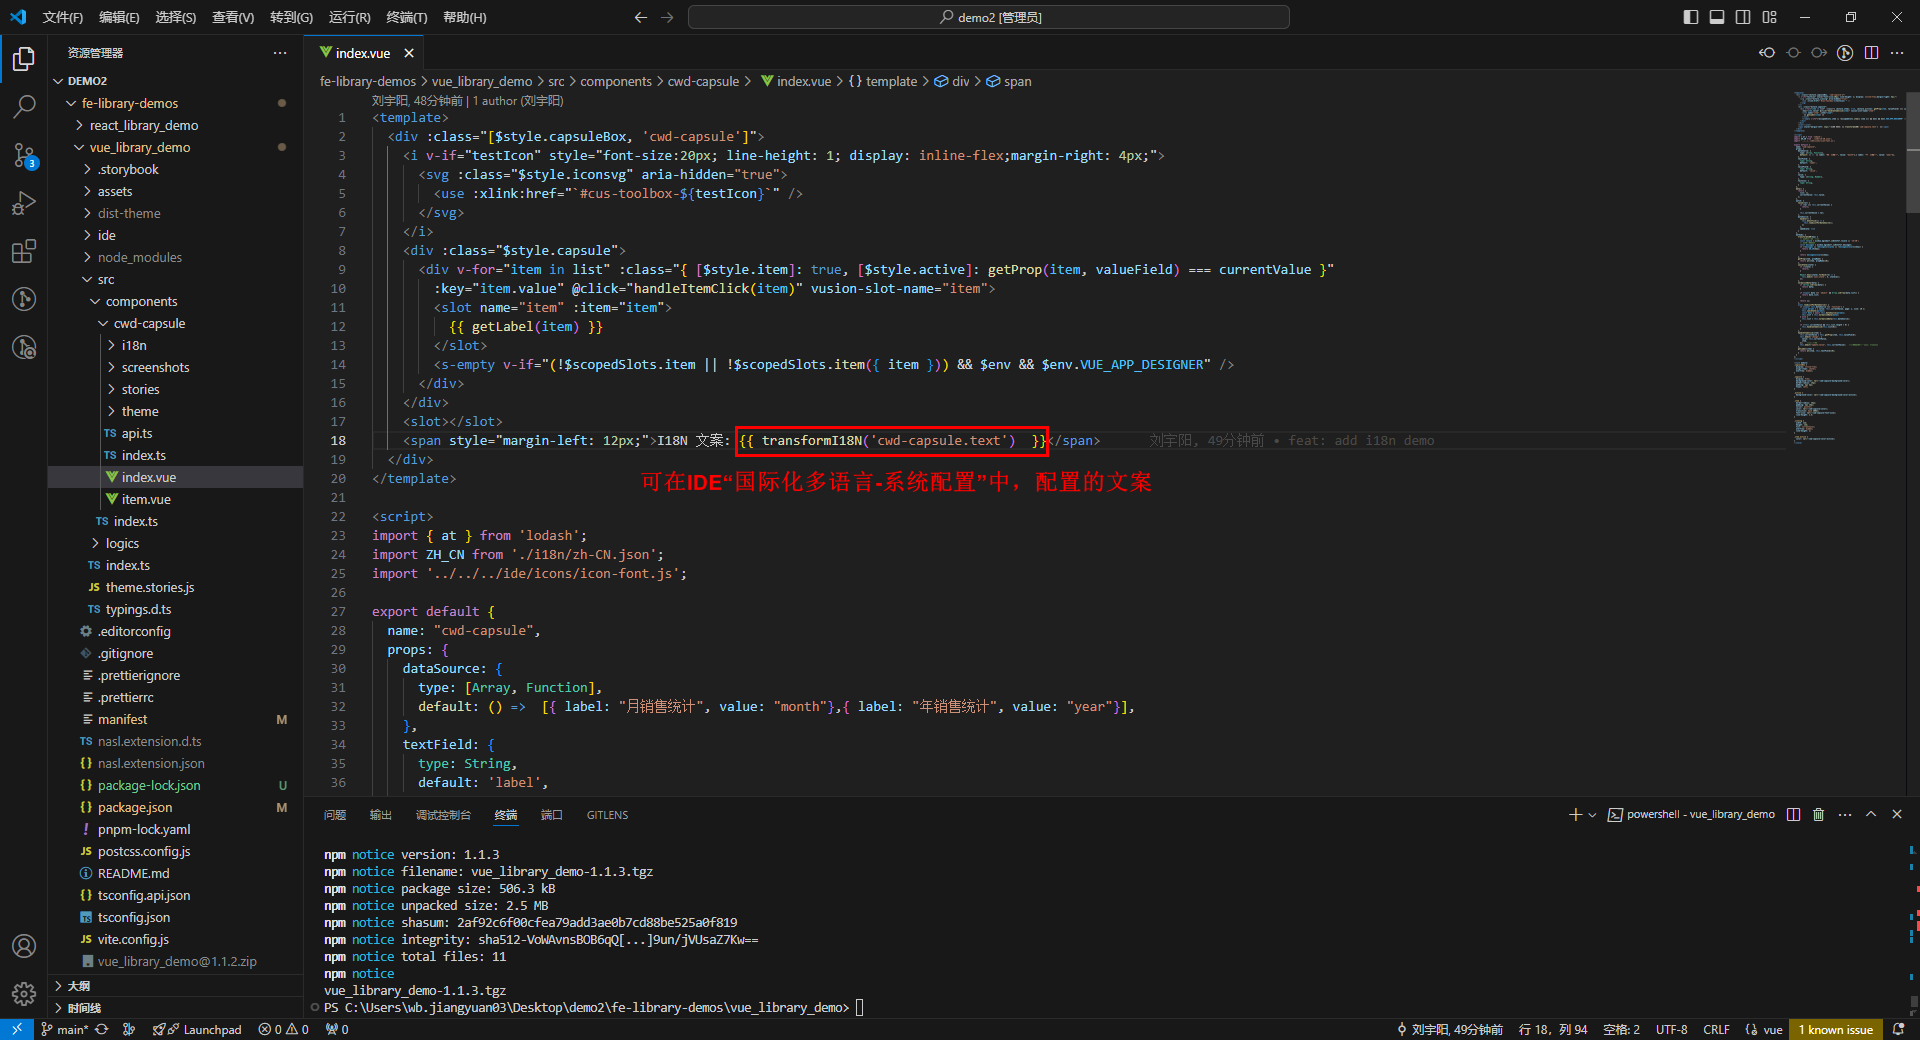 文件(F) 编辑(E) 选择(S) 查看(V) 转到(G) 运行(R) 终端(T) 帮助(H)
demo2 [管理员]
资源管理器
DEMO2
fe-library-demos
react_library_demo
vue_library_demo
.storybook
assets
dist-theme
ide
node_modules
src
components
cwd-capsule
i18n
screenshots
stories
theme
TS api.ts
TS index.ts
index.vue
item.vue
TS index.ts
logics
TS index.ts
JS theme.stories.js
TS typings.d.ts
.editorconfig
.gitignore
.prettierignore
.prettierrc
manifest M
TS nasl.extension.d.ts
{} nasl.extension.json
{} package-lock.json U
{} package.json M
! pnpm-lock.yaml
JS postcss.config.js
README.md
{} tsconfig.api.json
TS tsconfig.json
JS vite.config.js
vue_library_demo@1.1.2.zip
大纲
时间线
3
index.vue
fe-library-demos > vue_library_demo > src > components > cwd-capsule > index.vue > {} template > div > span
刘宇阳, 48分钟前 | 1 author (刘宇阳)
1 <template>
2 <div :class="[$style.capsuleBox, 'cwd-capsule']">
3 <i v-if="testIcon" style="font-size:20px; line-height: 1; display: inline-flex;margin-right: 4px;">
4 <svg :class="$style.iconsvg" aria-hidden="true">
5 <use :xlink:href="`#cus-toolbox-${testIcon}`" />
6 </svg>
7 </i>
8 <div :class="$style.capsule">
9 <div v-for="item in list" :class="{ [$style.item]: true, [$style.active]: getProp(item, valueField) === currentValue }"
10 :key="item.value" @click="handleItemClick(item)" vusion-slot-name="item">
11 <slot name="item" :item="item">
12 {{ getLabel(item) }}
13 </slot>
14 <s-empty v-if="(!$scopedSlots.item || !$scopedSlots.item({ item })) && $env && $env.VUE_APP_DESIGNER" />
15 </div>
16 </div>
17 <slot></slot>
18 <span style="margin-left: 12px;">I18N 文案: {{ transformI18N('cwd-capsule.text') }}</span> 刘宇阳, 49分钟前 • feat: add i18n demo
19 </div>
20 </template>
可在IDE“国际化多语言-系统配置”中，配置的文案
21
22 <script>
23 import { at } from 'lodash';
24 import ZH_CN from './i18n/zh-CN.json';
25 import '../../../ide/icons/icon-font.js';
26
27 export default {
28 name: "cwd-capsule",
29 props: {
30 dataSource: {
31 type: [Array, Function],
32 default: () => [{ label: "月销售统计", value: "month"},{ label: "年销售统计", value: "year"}],
33 },
34 textField: {
35 type: String,
36 default: 'label',
问题 输出 调试控制台 终端 端口 GITLENS
powershell - vue_library_demo
npm notice version: 1.1.3
npm notice filename: vue_library_demo-1.1.3.tgz
npm notice package size: 506.3 kB
npm notice unpacked size: 2.5 MB
npm notice shasum: 2af92c6f00cfea79add3ae0b7cd88be525a0f819
npm notice integrity: sha512-VoWAvnsBOB6qQ[...]9un/jVUsaZ7Kw==
npm notice total files: 11
npm notice
vue_library_demo-1.1.3.tgz
PS C:\Users\wb.jiangyuan03\Desktop\demo2\fe-library-demos\vue_library_demo>
main* Launchpad 0 0 0
刘宇阳, 49分钟前 行 18，列 94 空格: 2 UTF-8 CRLF {} vue 1 known issue